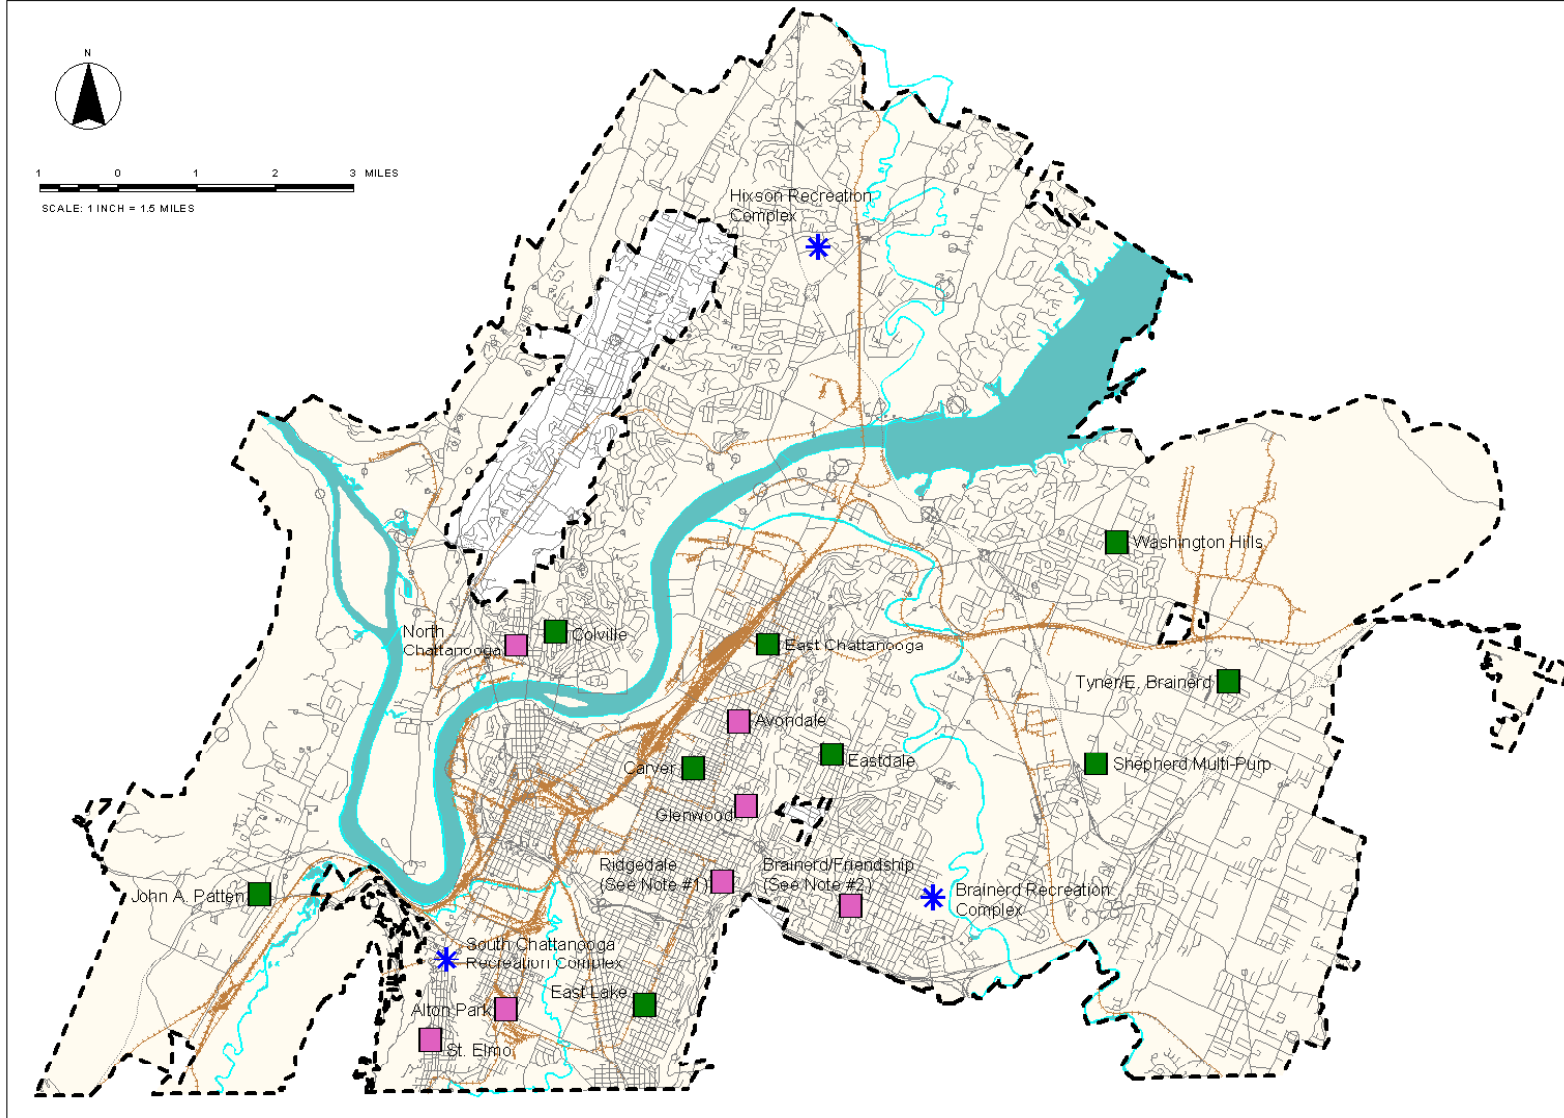 N
1 0 1 2 3 MILES
SCALE: 1 INCH = 1.5 MILES
Hixson Recreation
Complex
Washington Hills
North
Chattanooga
Colville
East Chattanooga
Tyner/E. Brainerd
Avondale
Carver
Eastdale
Shepherd Multi-Purp
Glenwood
Ridgedale
(See Note #1)
Brainerd/Friendship
(See Note #2)
John A. Patten
Brainerd Recreation
Complex
South Chattanooga
Recreation Complex
East Lake
Alton Park
St. Elmo